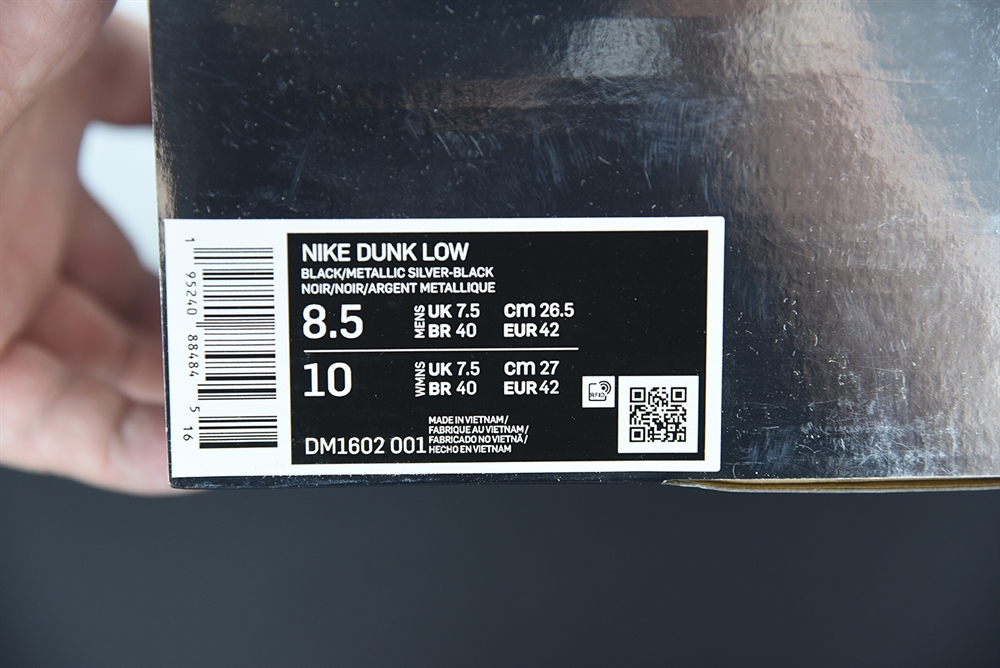 NIKE DUNK LOW
BLACK/METALLIC SILVER-BLACK
NOIR/NOIR/ARGENT METALLIQUE
8.5 MENS UK 7.5 cm 26.5
BR 40 EUR 42
10 WMNS UK 7.5 cm 27
BR 40 EUR 42
RFID
DM1602 001
MADE IN VIETNAM/
FABRIQUE AU VIETNAM/
FABRICADO NO VIETNÃ/
HECHO EN VIETNAM
1 95240 88484 5 16